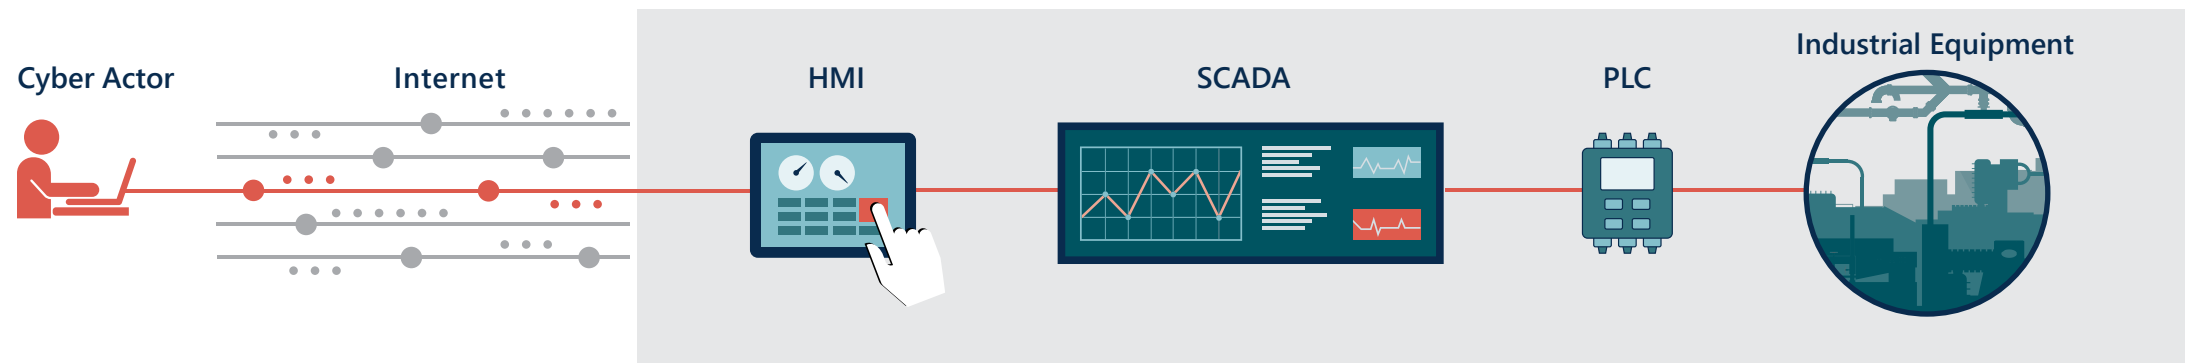 Cyber Actor
Internet
HMI
SCADA
PLC
Industrial Equipment